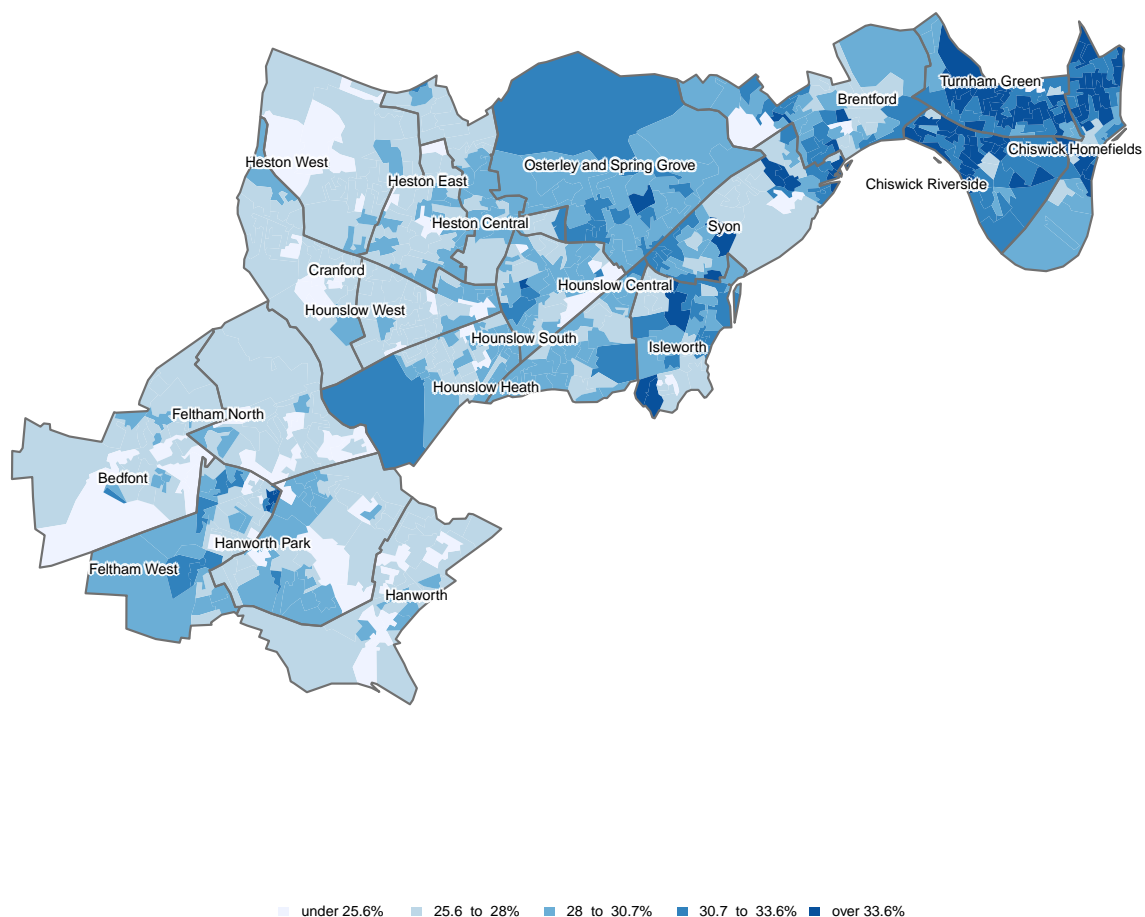 Turnham Green
Brentford
Chiswick Homefields
Heston West
Osterley and Spring Grove
Heston East
Chiswick Riverside
Heston Central
Syon
Cranford
Hounslow Central
Hounslow West
Hounslow South
Isleworth
Hounslow Heath
Feltham North
Bedfont
Hanworth Park
Feltham West
Hanworth
under 25.6% 25.6 to 28% 28 to 30.7% 30.7 to 33.6% over 33.6%